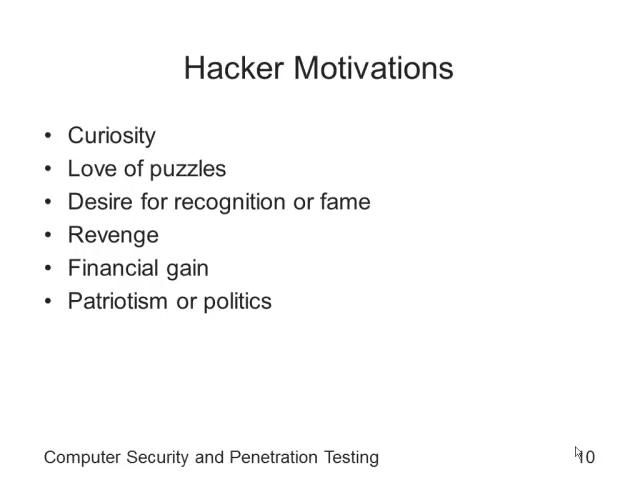 Hacker Motivations
• Curiosity
• Love of puzzles
• Desire for recognition or fame
• Revenge
• Financial gain
• Patriotism or politics
Computer Security and Penetration Testing 10